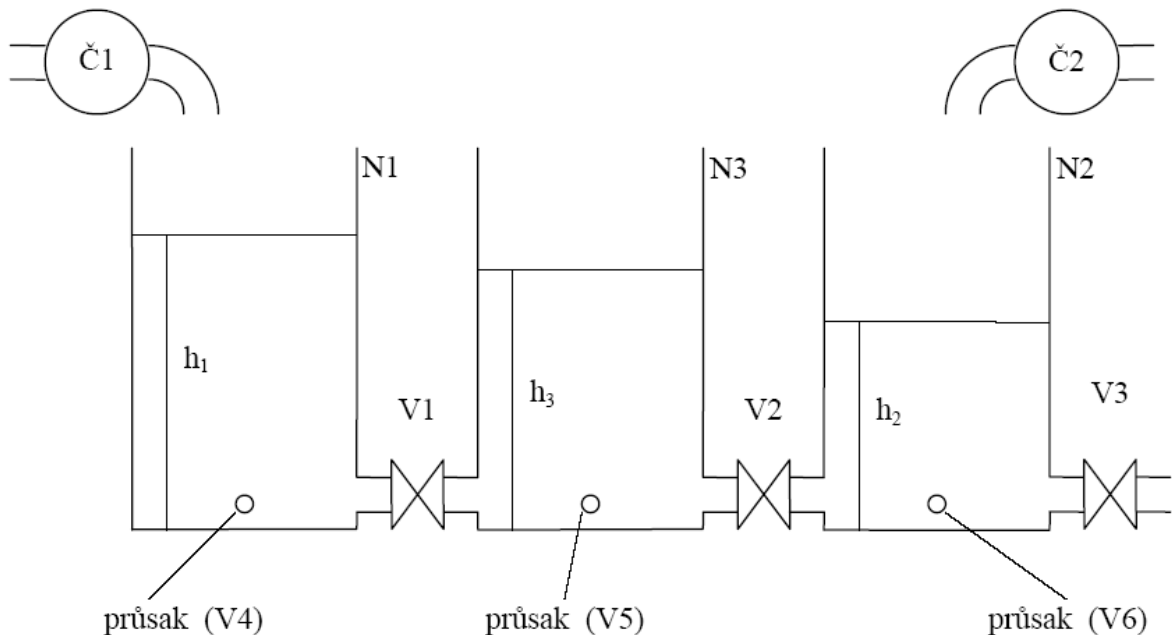 Č1
Č2
N1
N3
N2
h₁
h₃
h₂
V1
V2
V3
průsak (V4)
průsak (V5)
průsak (V6)